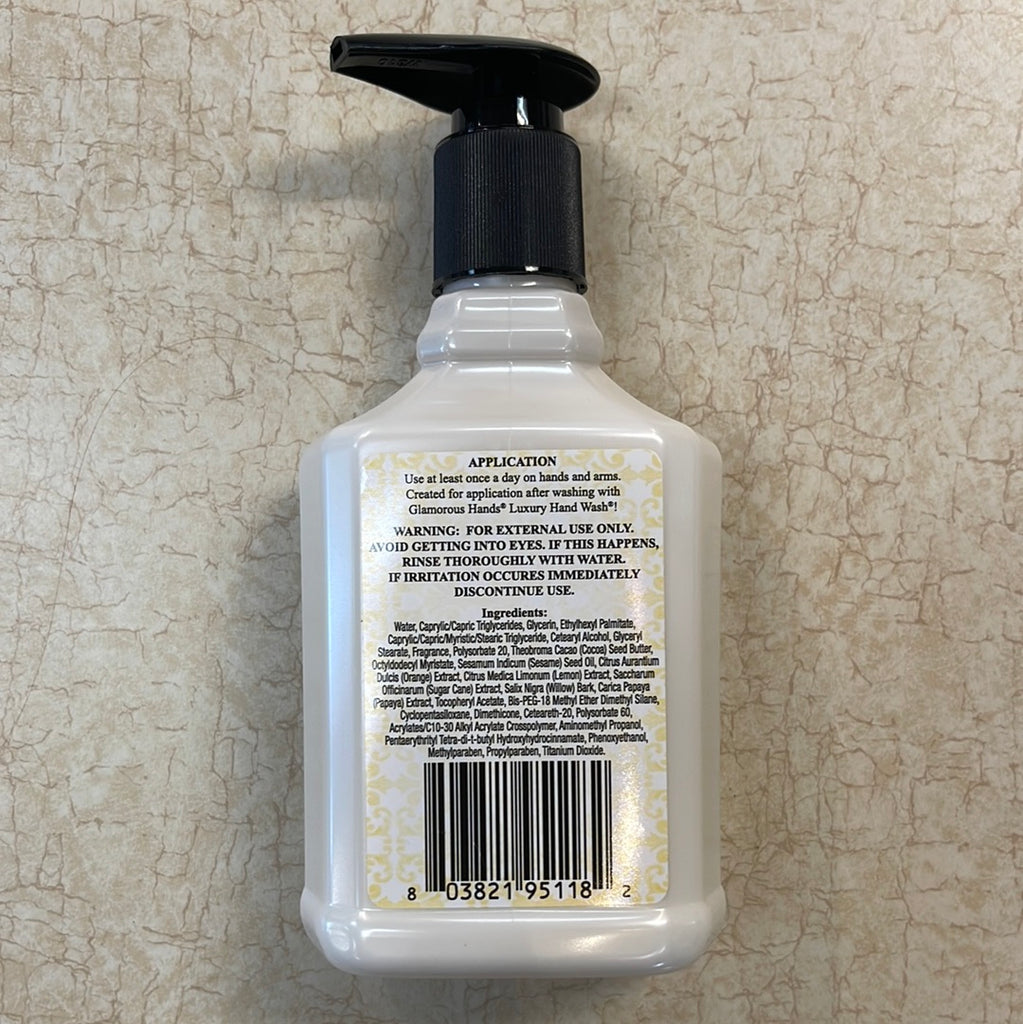 APPLICATION
Use at least once a day on hands and arms.
Created for application after washing with
Glamorous Hands® Luxury Hand Wash®!
WARNING: FOR EXTERNAL USE ONLY.
AVOID GETTING INTO EYES. IF THIS HAPPENS,
RINSE THOROUGHLY WITH WATER.
IF IRRITATION OCCURES IMMEDIATELY
DISCONTINUE USE.
Ingredients:
Water, Caprylic/Capric Triglycerides, Glycerin, Ethylhexyl Palmitate,
Caprylic/Capric/Myristic/Stearic Triglyceride, Cetearyl Alcohol, Glyceryl
Stearate, Fragrance, Polysorbate 20, Theobroma Cacao (Cocoa) Seed Butter,
Octyldodecyl Myristate, Sesamum Indicum (Sesame) Seed Oil, Citrus Aurantium
Dulcis (Orange) Extract, Citrus Medica Limonum (Lemon) Extract, Saccharum
Officinarum (Sugar Cane) Extract, Salix Nigra (Willow) Bark, Carica Papaya
(Papaya) Extract, Tocopheryl Acetate, Bis-PEG-18 Methyl Ether Dimethyl Silane,
Cyclopentasiloxane, Dimethicone, Ceteareth-20, Polysorbate 60,
Acrylates/C10-30 Alkyl Acrylate Crosspolymer, Aminomethyl Propanol,
Pentaerythrityl Tetra-di-t-butyl Hydroxyhydrocinnamate, Phenoxyethanol,
Methylparaben, Propylparaben, Titanium Dioxide.
8 03821 95118 2